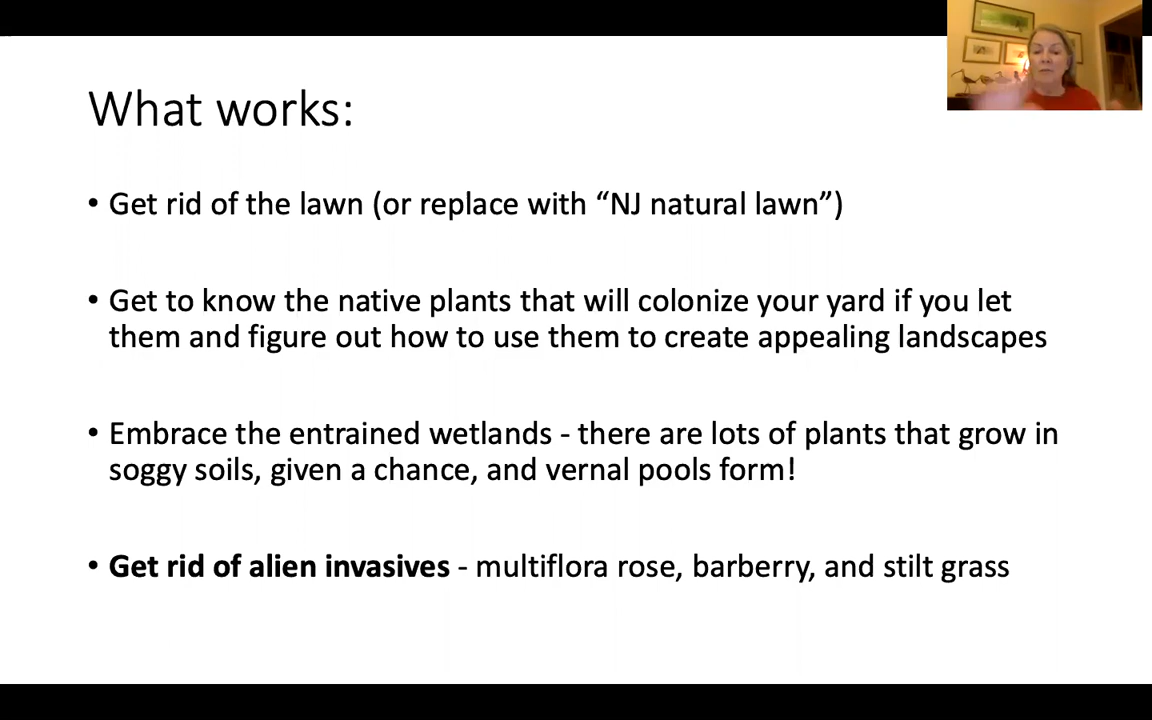 What works:
• Get rid of the lawn (or replace with “NJ natural lawn”)
• Get to know the native plants that will colonize your yard if you let
them and figure out how to use them to create appealing landscapes
• Embrace the entrained wetlands - there are lots of plants that grow in
soggy soils, given a chance, and vernal pools form!
• Get rid of alien invasives - multiflora rose, barberry, and stilt grass